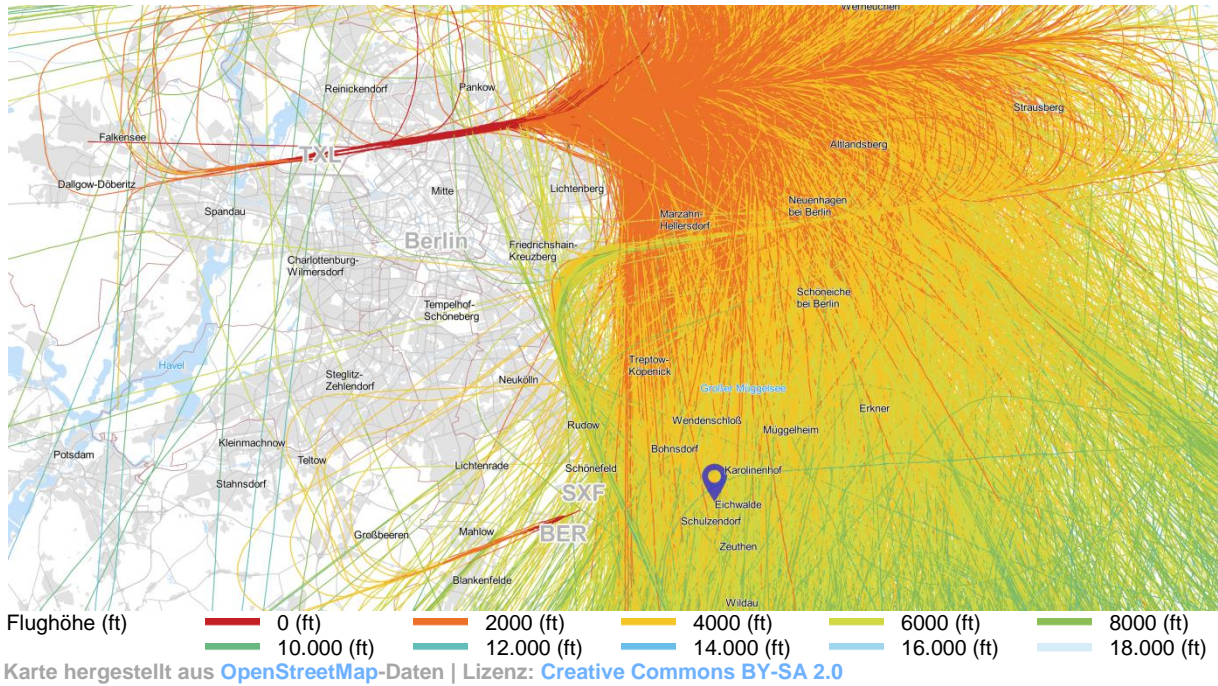 Werneuchen
Reinickendorf
Pankow
Strausberg
Falkensee
TXL
Altlandsberg
Dallgow-Döberitz
Mitte
Lichtenberg
Spandau
Neuenhagen
bei Berlin
Marzahn-
Hellersdorf
Berlin
Friedrichshain-
Kreuzberg
Charlottenburg-
Wilmersdorf
Schöneiche
bei Berlin
Tempelhof-
Schöneberg
Havel
Treptow-
Köpenick
Steglitz-
Zehlendorf
Neukölln
Großer Müggelsee
Erkner
Wendenschloß
Rudow
Müggelheim
Kleinmachnow
Bohnsdorf
Potsdam
Teltow
Lichtenrade
Schönefeld
Karolinenhof
Stahnsdorf
SXF
Eichwalde
Schulzendorf
Großbeeren
Mahlow
BER
Zeuthen
Blankenfelde
Wildau
Flughöhe (ft) 0 (ft) 2000 (ft) 4000 (ft) 6000 (ft) 8000 (ft)
10.000 (ft) 12.000 (ft) 14.000 (ft) 16.000 (ft) 18.000 (ft)
Karte hergestellt aus OpenStreetMap-Daten | Lizenz: Creative Commons BY-SA 2.0